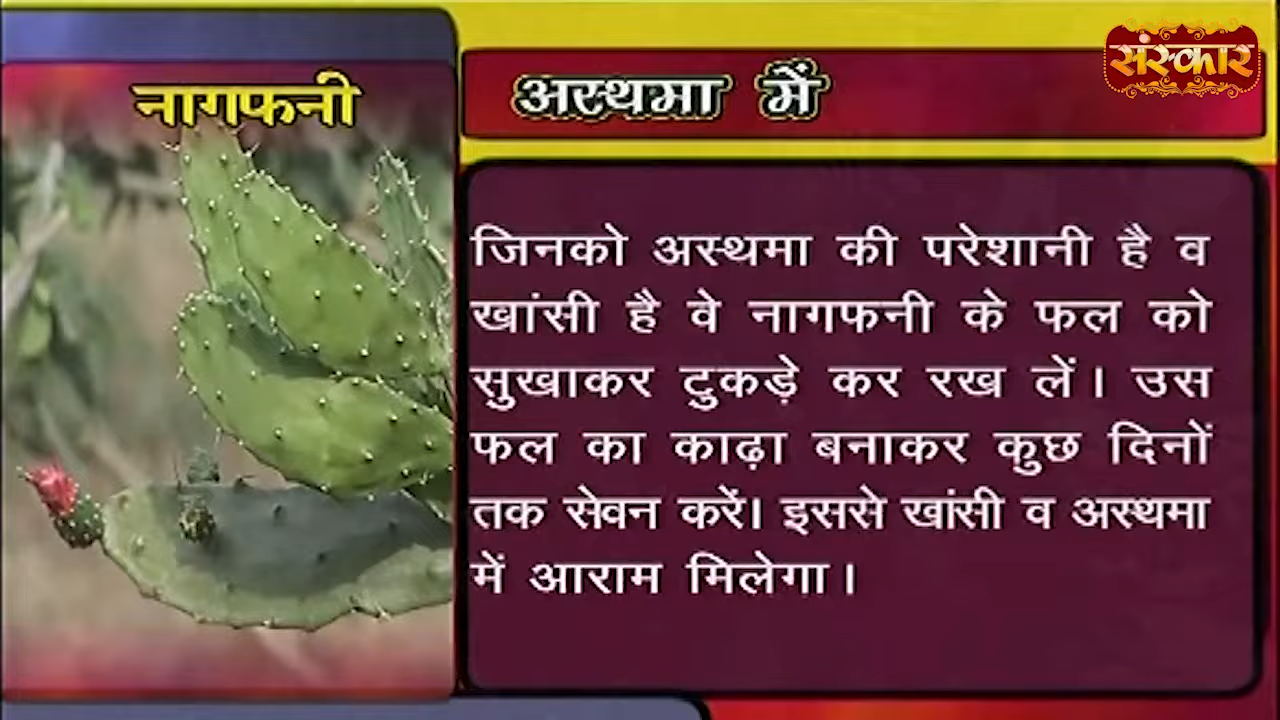 संस्कार
नागफनी
अस्थमा में
जिनको अस्थमा की परेशानी है व
खांसी है वे नागफनी के फल को
सुखाकर टुकड़े कर रख लें। उस
फल का काढ़ा बनाकर कुछ दिनों
तक सेवन करें। इससे खांसी व अस्थमा
में आराम मिलेगा।